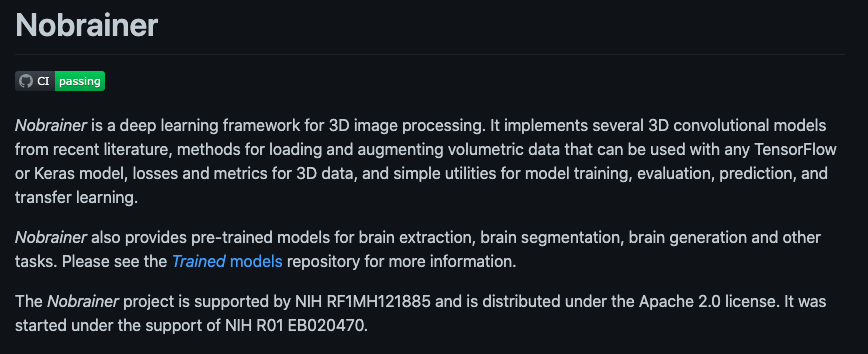 Nobrainer
CI passing
Nobrainer is a deep learning framework for 3D image processing. It implements several 3D convolutional models
from recent literature, methods for loading and augmenting volumetric data that can be used with any TensorFlow
or Keras model, losses and metrics for 3D data, and simple utilities for model training, evaluation, prediction, and
transfer learning.
Nobrainer also provides pre-trained models for brain extraction, brain segmentation, brain generation and other
tasks. Please see the Trained models repository for more information.
The Nobrainer project is supported by NIH RF1MH121885 and is distributed under the Apache 2.0 license. It was
started under the support of NIH R01 EB020470.